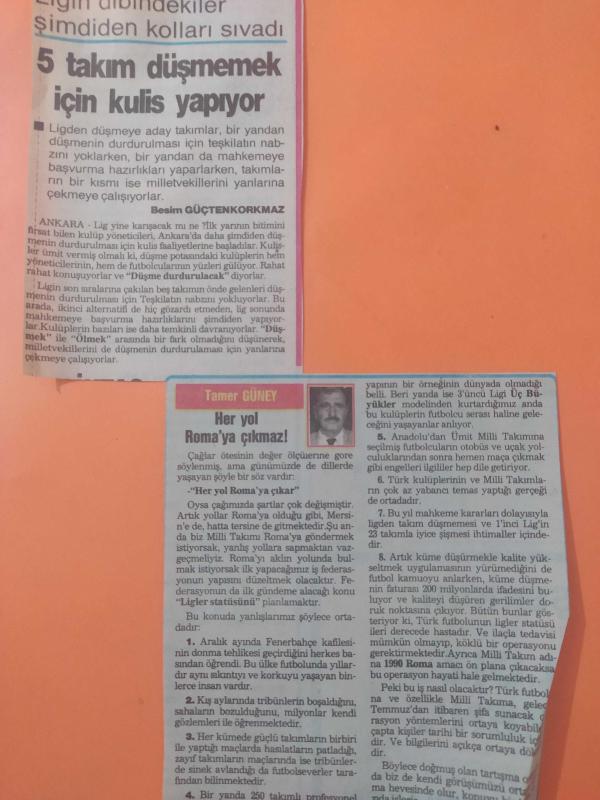 Ligin dibindekiler
şimdiden kolları sıvadı
5 takım düşmemek
için kulis yapıyor
Ligden düşmeye aday takımlar, bir yandan
düşmenin durdurulması için teşkilatın nab-
zını yoklarken, bir yandan da mahkemeye
başvurma hazırlıkları yaparlarken, takımla-
rın bir kısmı ise milletvekillerini yanlarına
çekmeye çalışıyorlar.
Besim GÜÇTENKORKMAZ
ANKARA - Lig yine karışacak mı ne ?İlk yarının bitimini
fırsat bilen kulüp yöneticileri, Ankara'da daha şimdiden düş-
menin durdurulması için kulis faaliyetlerine başladılar. Kulis-
ler ümit vermiş olmalı ki, düşme potasındaki kulüplerin hem
yöneticilerinin, hem de futbolcularının yüzleri gülüyor. Rahat
rahat konuşuyorlar ve "Düşme durdurulacak" diyorlar.
Ligin son sıralarına çakılan beş takımın önde gelenleri düş-
menin durdurulması için Teşkilatın nabzını yokluyorlar. Bu
arada, ikinci alternatifi de hiç gözardı etmeden, lig sonunda
mahkemeye başvurma hazırlıklarını şimdiden yapıyor-
lar.Kulüplerin bazıları ise daha temkinli davranıyorlar. "Düş-
mek" ile "Ölmek" arasında bir fark olmadığını düşünerek,
milletvekillerini de düşmenin durdurulaması için yanlarına
çekmeye çalışıyorlar.
Tamer GÜNEY
Her yol
Roma'ya çıkmaz!
Çağlar ötesinin değer ölçülerine gore
söylenmiş, ama günümüzde de dillerde
yaşayan şöyle bir söz vardır:
-"Her yol Roma'ya çıkar"
Oysa çağımızda şartlar çok değişmiştir.
Artık yollar Roma'ya olduğu gibi, Mersin-
'e de, hatta tersine de gitmektedir.Şu an-
da biz Milli Takımı Roma'ya göndermek
istiyorsak, yanlış yollara sapmaktan vaz-
geçmeliyiz. Roma'yı aklın yolunda bul-
mak istiyorsak ilk yapacağımız iş federas-
yonun yapısını düzeltmek olacaktır. Fe-
derasyonun da ilk gündeme alacağı konu
"Ligler statüsünü" planlamaktır.
Bu konuda yanlışlarımız şöylece orta-
dadır:
1. Aralık ayında Fenerbahçe kafilesi-
nin donma tehlikesi geçirdiğini herkes ba-
sından öğrendi. Bu ülke futbolunda yıllar-
dır aynı sıkıntıyı ve korkuyu yaşayan bin-
lerce insan vardır.
2. Kış aylarında tribünlerin boşaldığını,
sahaların bozulduğunu, milyonlar kendi
gözlemleri ile öğrenmektedir.
3. Her kümede güçlü takımların birbiri
ile yaptığı maçlarda hasılatların patladığı,
zayıf takımların maçlarında ise tribünler-
de sinek avlandığı da futbolseverler tara-
fından bilinmektedir.
4. Bir yanda 250 takımlı profesyonel
yapının bir örneğinin dünyada olmadığı
belli. Beri yanda ise 3'üncü Ligi Üç Bü-
yükler modelinden kurtardığımız anda
bu kulüplerin futbolcu serası haline gelece-
ğini yaşayanlar anlıyor.
5. Anadolu'dan Ümit Milli Takımına
seçilmiş futbolcuların otobüs ve uçak yol-
culuklarından sonra hemen maça çıkmak
gibi engelleri ilgililer hep dile getiriyor.
6. Türk kulüplerinin ve Milli Takımla-
rın çok az yabancı temas yaptığı gerçeği
de ortadadır.
7. Bu yıl mahkeme kararları dolayısıyla
ligden takım düşmemesi ve 1'inci Lig'in
23 takımla iyice şişmesi ihtimaller içinde-
dir.
8. Artık küme düşürmekle kalite yük-
seltmek uygulamasının yürümediğini de
futbol kamuoyu anlarken, küme düşme-
nin faturası 200 milyonlarda ifadesini bu-
luyor ve kaliteyi düşüren gerilimler do-
ruk noktasına çıkıyor. Bütün bunlar gös-
teriyor ki, Türk futbolunun ligler statüsü
ileri derecede hastadır. Ve ilaçla tedavisi
mümkün olmayıp, köklü bir operasyonu
gerektirmektedir.Ayrıca Milli Takım adı-
na 1990 Roma amacı ön plana çıkacaksa
bu operasyon hayati hale gelmektedir.
Peki bu iş nasıl olacaktır? Türk futbol
na ve özellikle Milli Takıma, gelec
Temmuz'dan itibaren şifa sunacak
rasyon yöntemlerini ortaya koyabile
çapta kişiler tarihi bir sorumluluk iç
dir. Ve bilgilerini açıkça ortaya dök
dir.
Böylece doğmuş olan tartışma o
da biz de kendi görüşümüzü orta
ma hevesinde olur, konuyu